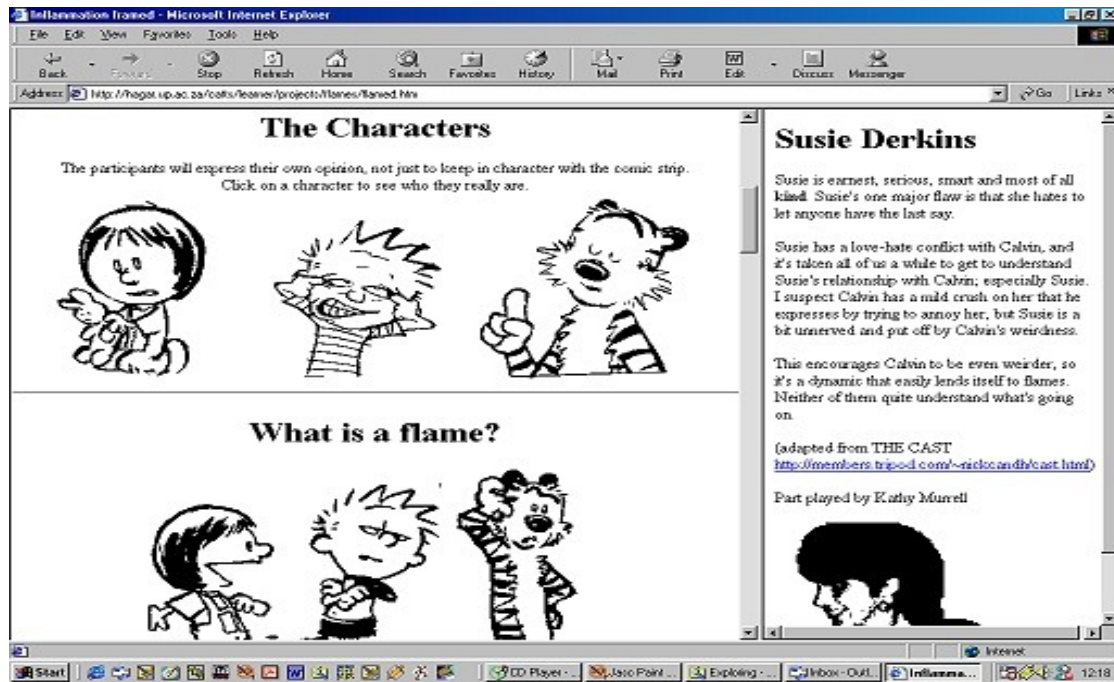 Inflammation framed - Microsoft Internet Explorer
File Edit View Favorites Tools Help
Back Forward Stop Refresh Home Search Favorites History Mail Print Edit Discuss Messenger
Address http://hagar.up.ac.za/catts/learner/projects/flames/flamed.htm Go Links »
The Characters
The participants will express their own opinion, not just to keep in character with the comic strip.
Click on a character to see who they really are.
What is a flame?
Susie Derkins
Susie is earnest, serious, smart and most of all
kind. Susie's one major flaw is that she hates to
let anyone have the last say.
Susie has a love-hate conflict with Calvin, and
it's taken all of us a while to get to understand
Susie's relationship with Calvin; especially Susie.
I suspect Calvin has a mild crush on her that he
expresses by trying to annoy her, but Susie is a
bit unnerved and put off by Calvin's weirdness.
This encourages Calvin to be even weirder, so
it's a dynamic that easily lends itself to flames.
Neither of them quite understand what's going
on.
(adapted from THE CAST
http://members.tripod.com/~nickcandh/cast.html)
Part played by Kathy Murrell
Internet
Start CD Player - ... Jasc Paint ... Exploring - ... Inbox - Outl... Inflamma... 12:18